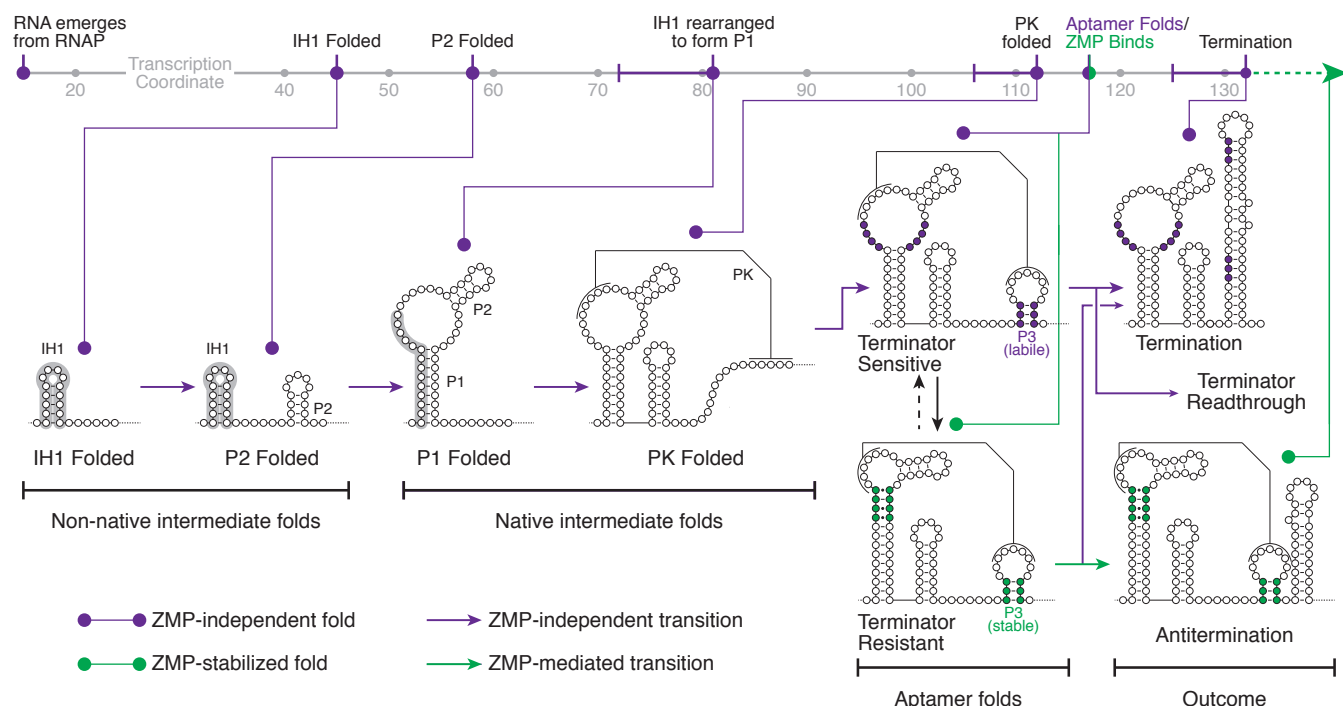 RNA emerges
from RNAP
IH1 Folded
P2 Folded
IH1 rearranged
to form P1
PK
folded
Aptamer Folds/
ZMP Binds
Termination
Transcription
Coordinate
20
40
50
60
70
80
90
100
110
120
130
IH1
IH1
P2
P2
P1
PK
P3
(labile)
Terminator
Sensitive
Termination
Terminator
Readthrough
IH1 Folded
P2 Folded
P1 Folded
PK Folded
Non-native intermediate folds
Native intermediate folds
P3
(stable)
Terminator
Resistant
Antitermination
Aptamer folds
Outcome
ZMP-independent fold
ZMP-independent transition
ZMP-stabilized fold
ZMP-mediated transition